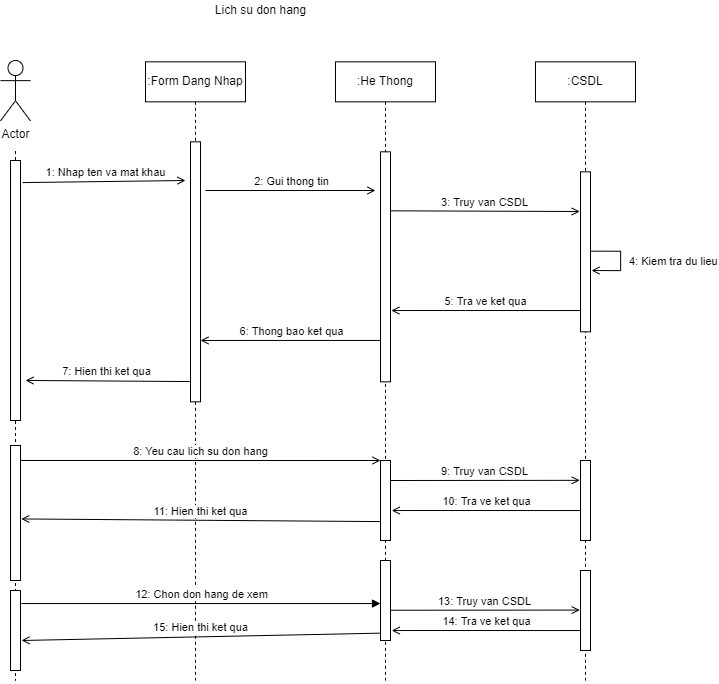 Lich su don hang
:Form Dang Nhap
:He Thong
:CSDL
Actor
1: Nhap ten va mat khau
2: Gui thong tin
3: Truy van CSDL
4: Kiem tra du lieu
5: Tra ve ket qua
6: Thong bao ket qua
7: Hien thi ket qua
8: Yeu cau lich su don hang
9: Truy van CSDL
10: Tra ve ket qua
11: Hien thi ket qua
12: Chon don hang de xem
13: Truy van CSDL
14: Tra ve ket qua
15: Hien thi ket qua